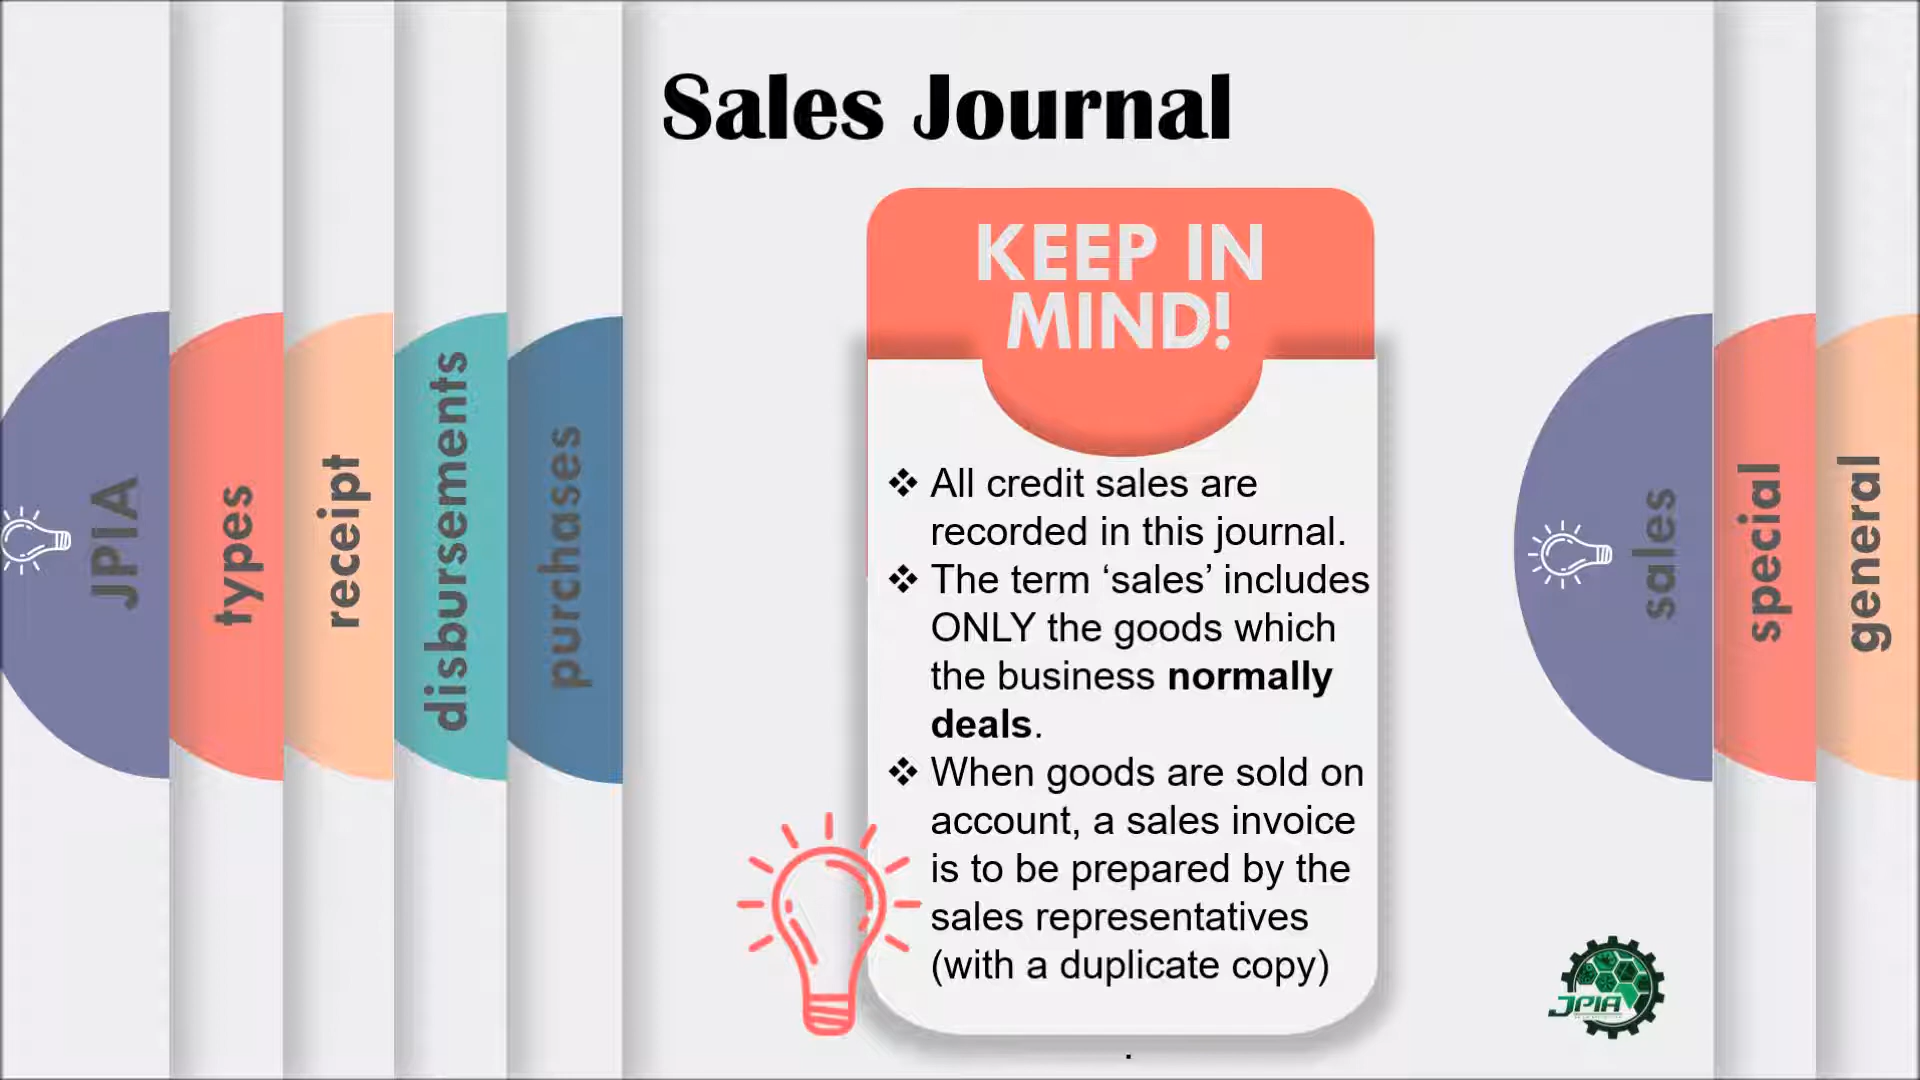 Sales Journal
KEEP IN
MIND!
❖ All credit sales are
recorded in this journal.
❖ The term ‘sales’ includes
ONLY the goods which
the business normally
deals.
❖ When goods are sold on
account, a sales invoice
is to be prepared by the
sales representatives
(with a duplicate copy)
.
JPIA
types
receipt
disbursements
purchases
sales
special
general
JPIA